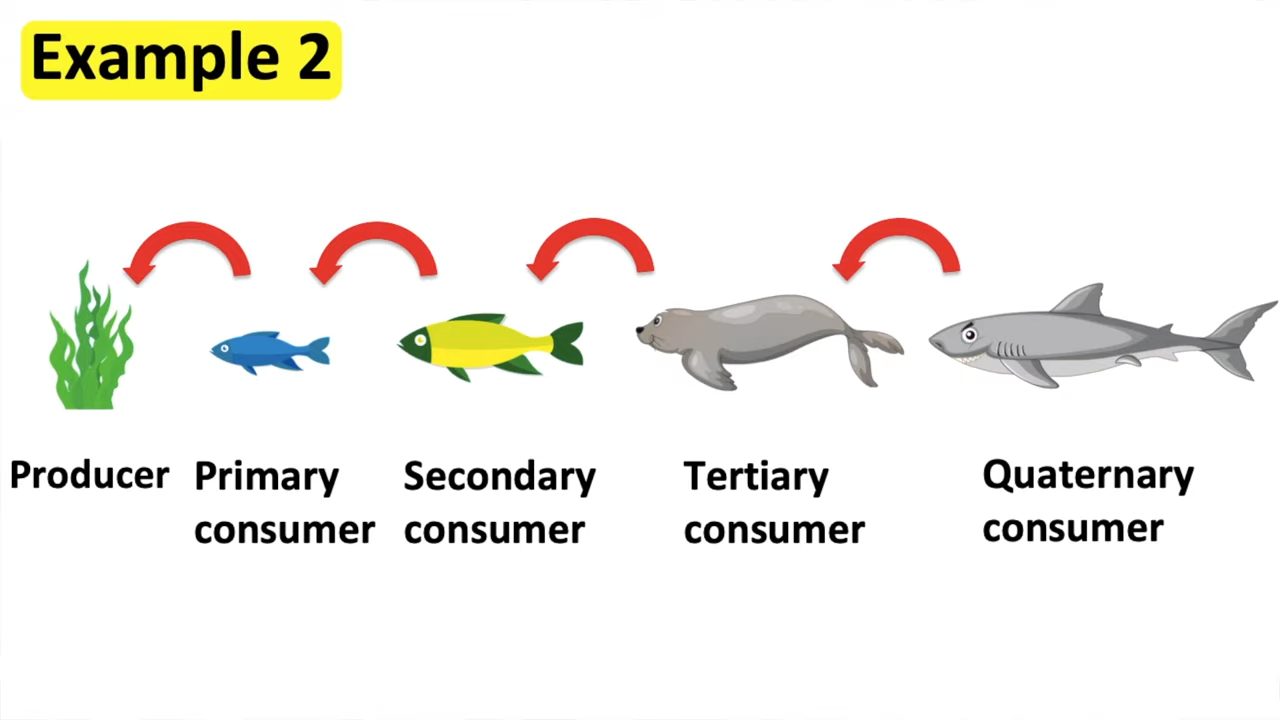 Example 2
Producer
Primary
consumer
Secondary
consumer
Tertiary
consumer
Quaternary
consumer